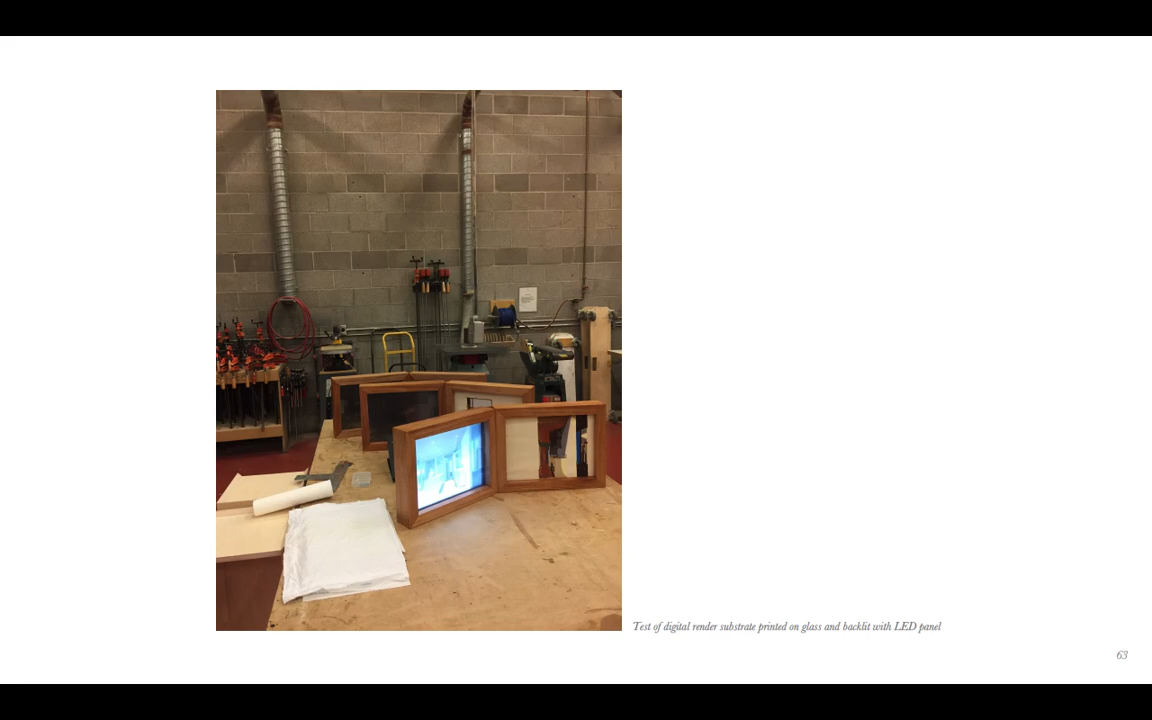 Test of digital render substrate printed on glass and backlit with LED panel
63